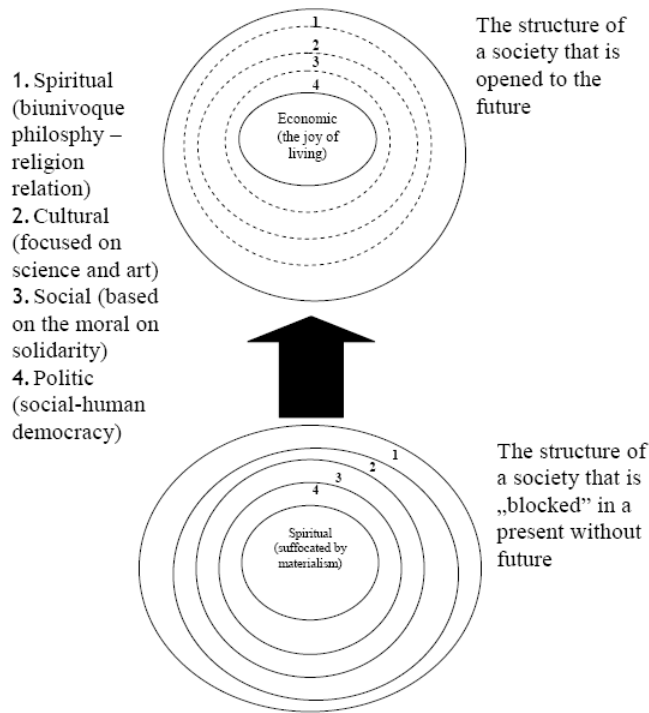 1. Spiritual
(biunivoque
philosphy –
religion
relation)
2. Cultural
(focused on
science and art)
3. Social (based
on the moral on
solidarity)
4. Politic
(social-human
democracy)
1
2
3
4
Economic
(the joy of
living)
The structure of
a society that is
opened to the
future
1
2
3
4
Spiritual
(suffocated by
materialism)
The structure of
a society that is
„blocked” in a
present without
future